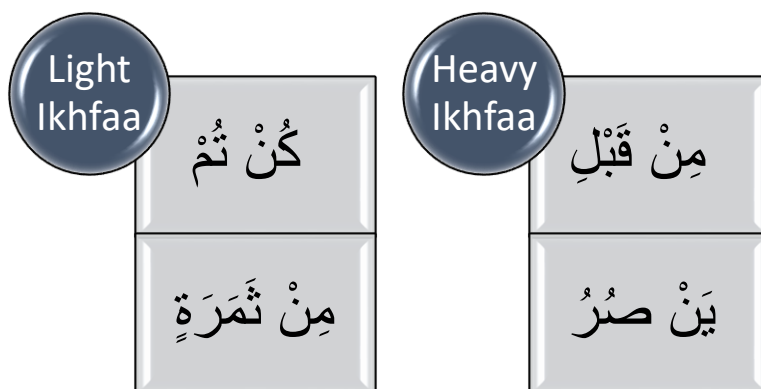 Light
Ikhfaa
كُنْ تُمْ
مِنْ ثَمَرَةٍ
Heavy
Ikhfaa
مِنْ قَبْلِ
يَنْ صُرُ